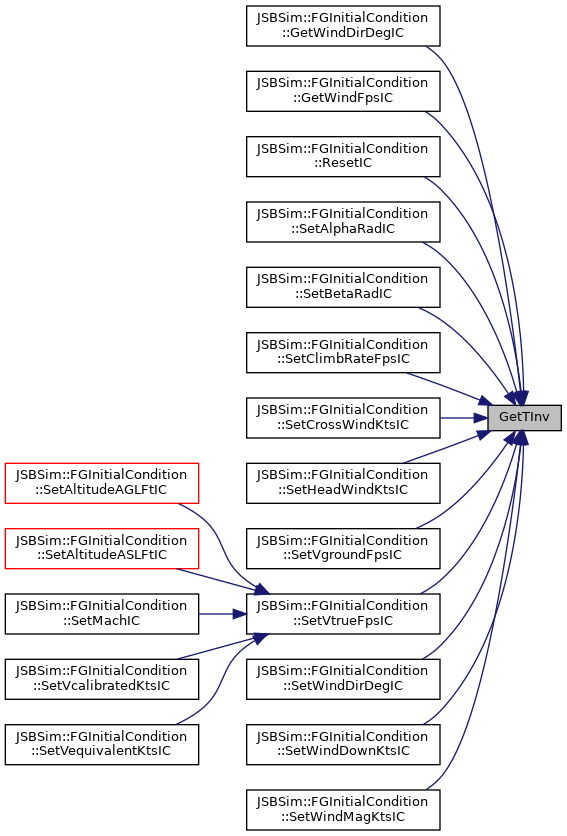 JSBSim::FGInitialCondition
::GetWindDirDegIC
JSBSim::FGInitialCondition
::GetWindFpsIC
JSBSim::FGInitialCondition
::ResetIC
JSBSim::FGInitialCondition
::SetAlphaRadIC
JSBSim::FGInitialCondition
::SetBetaRadIC
JSBSim::FGInitialCondition
::SetClimbRateFpsIC
JSBSim::FGInitialCondition
::SetCrossWindKtsIC
GetTInv
JSBSim::FGInitialCondition
::SetHeadWindKtsIC
JSBSim::FGInitialCondition
::SetAltitudeAGLFtIC
JSBSim::FGInitialCondition
::SetVgroundFpsIC
JSBSim::FGInitialCondition
::SetAltitudeASLFtIC
JSBSim::FGInitialCondition
::SetVtrueFpsIC
JSBSim::FGInitialCondition
::SetMachIC
JSBSim::FGInitialCondition
::SetWindDirDegIC
JSBSim::FGInitialCondition
::SetVcalibratedKtsIC
JSBSim::FGInitialCondition
::SetWindDownKtsIC
JSBSim::FGInitialCondition
::SetVequivalentKtsIC
JSBSim::FGInitialCondition
::SetWindMagKtsIC